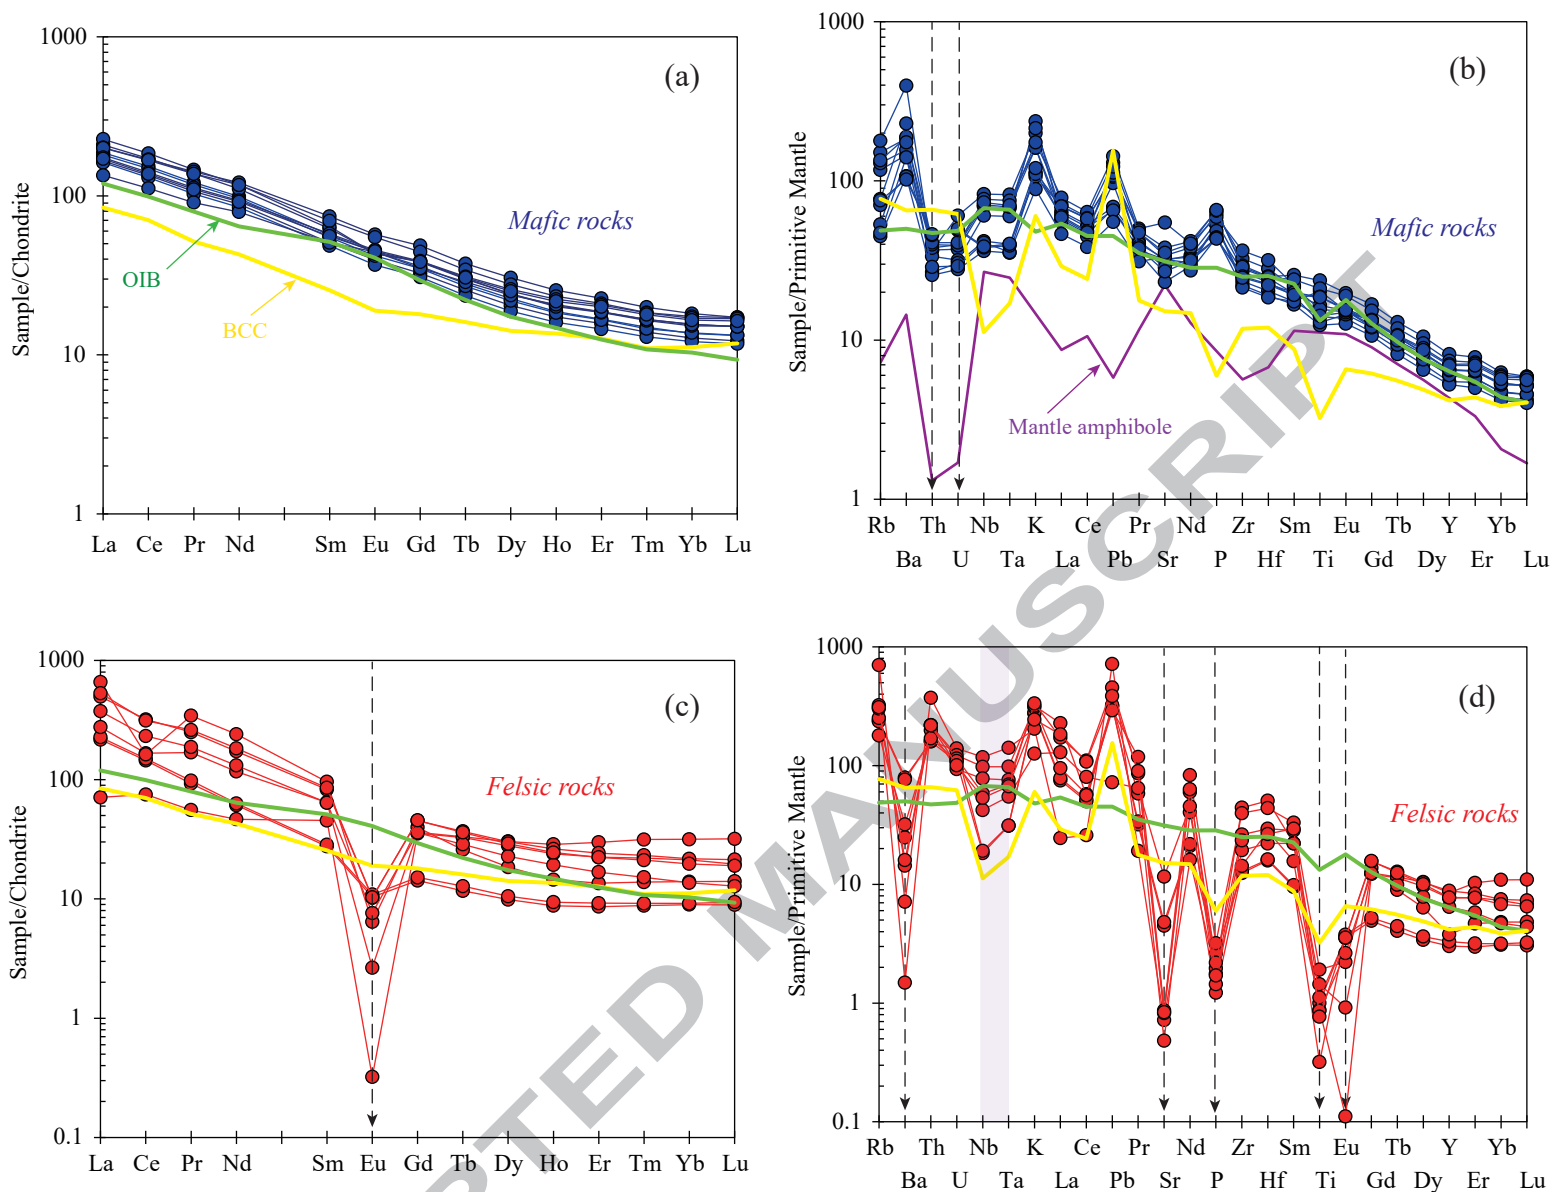 1000
100
10
1
Sample/Chondrite
(a)
Mafic rocks
OIB
BCC
La Ce Pr Nd Sm Eu Gd Tb Dy Ho Er Tm Yb Lu
1000
100
10
1
Sample/Primitive Mantle
(b)
Mafic rocks
Mantle amphibole
Rb Th Nb K Ce Pr Nd Zr Sm Eu Tb Y Yb
Ba U Ta La Pb Sr P Hf Ti Gd Dy Er Lu
1000
100
10
1
0.1
Sample/Chondrite
(c)
Felsic rocks
La Ce Pr Nd Sm Eu Gd Tb Dy Ho Er Tm Yb Lu
1000
100
10
1
0.1
Sample/Primitive Mantle
(d)
Felsic rocks
Rb Th Nb K Ce Pr Nd Zr Sm Eu Tb Y Yb
Ba U Ta La Pb Sr P Hf Ti Gd Dy Er Lu
PTED MANUSCRIPT